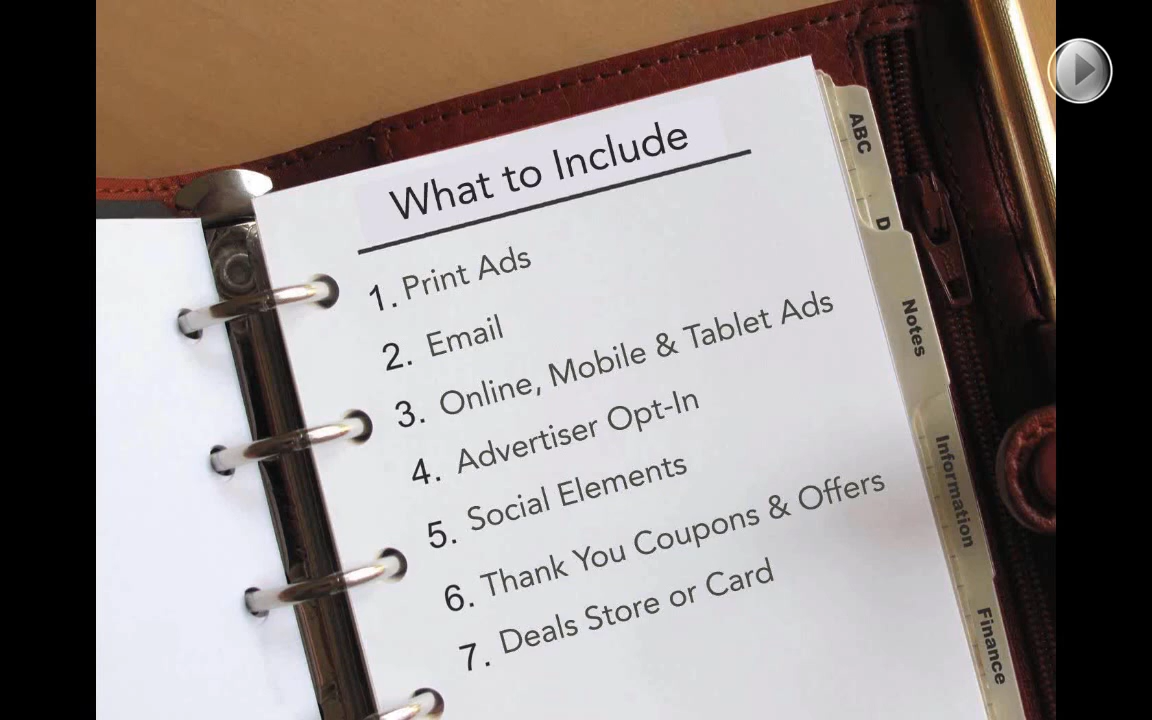 What to Include
1. Print Ads
2. Email
3. Online, Mobile & Tablet Ads
4. Advertiser Opt-In
5. Social Elements
6. Thank You Coupons & Offers
7. Deals Store or Card
ABC
D
Notes
Information
Finance